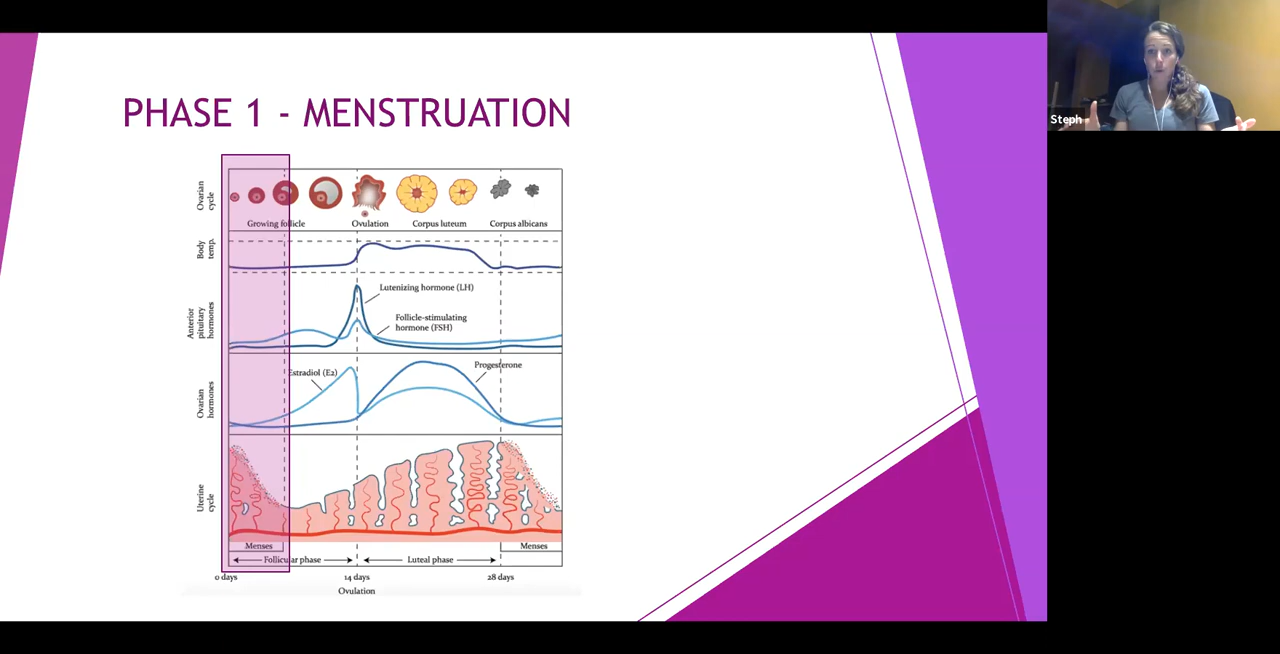 Steph
PHASE 1 - MENSTRUATION
Ovarian
cycle
Growing follicle
Ovulation
Corpus luteum
Corpus albicans
Body
temp.
Anterior
pituitary
hormones
Lutenizing hormone (LH)
Follicle-stimulating
hormone (FSH)
Ovarian
hormones
Estradiol (E2)
Progesterone
Uterine
cycle
Menses
Menses
Follicular phase
Luteal phase
0 days
14 days
28 days
Ovulation